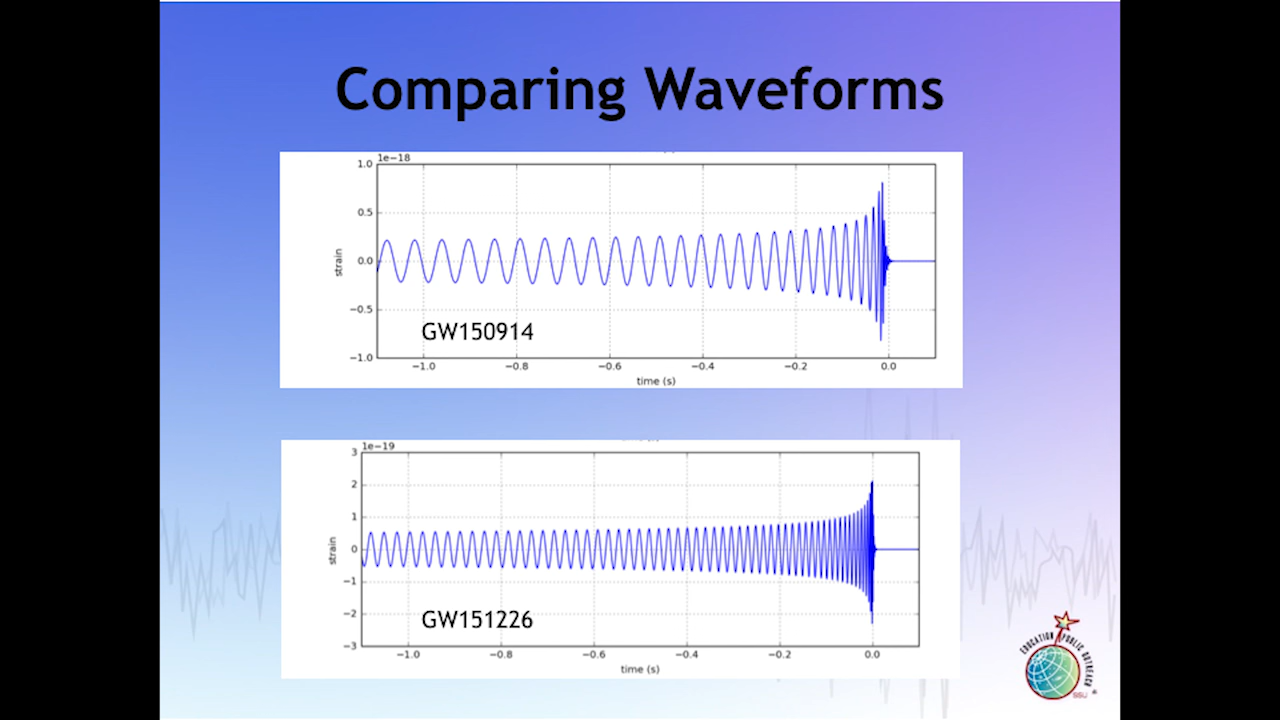 Comparing Waveforms
1e−18
1.0
0.5
0.0
−0.5
−1.0
strain
GW150914
−1.0 −0.8 −0.6 −0.4 −0.2 0.0
time (s)
1e−19
3
2
1
0
−1
−2
−3
strain
GW151226
−1.0 −0.8 −0.6 −0.4 −0.2 0.0
time (s)
EDUCATION PUBLIC OUTREACH
SSU